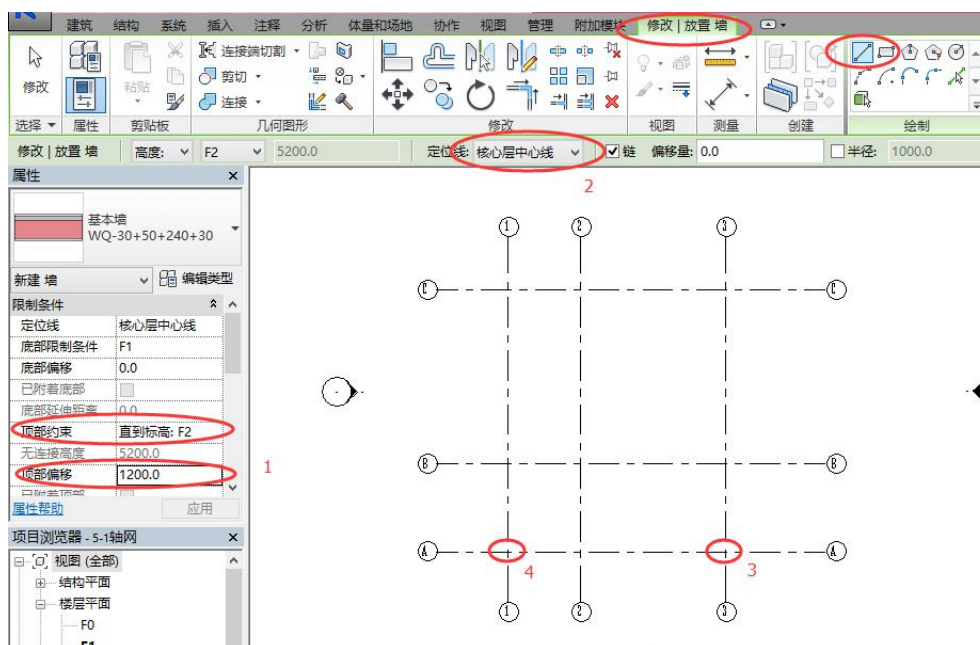 建筑 结构 系统 插入 注释 分析 体量和场地 协作 视图 管理 附加模块 修改 | 放置 墙
修改
粘贴
连接端切割
剪切
连接
选择 属性 剪贴板 几何图形 修改 视图 测量 创建 绘制
修改 | 放置 墙 高度: F2 5200.0 定位线: 核心层中心线 链 偏移量: 0.0 半径: 1000.0
属性
基本墙
WQ-30+50+240+30
新建 墙 编辑类型
限制条件
定位线 核心层中心线
底部限制条件 F1
底部偏移 0.0
已附着底部
底部延伸距离 0.0
顶部约束 直到标高: F2
无连接高度 5200.0
顶部偏移 1200.0
已附着顶部
属性帮助 应用
项目浏览器 - 5-1轴网
视图 (全部)
结构平面
楼层平面
F0
F1
2
1 2 3
C C
1
B B
A A
4 3
1 2 3